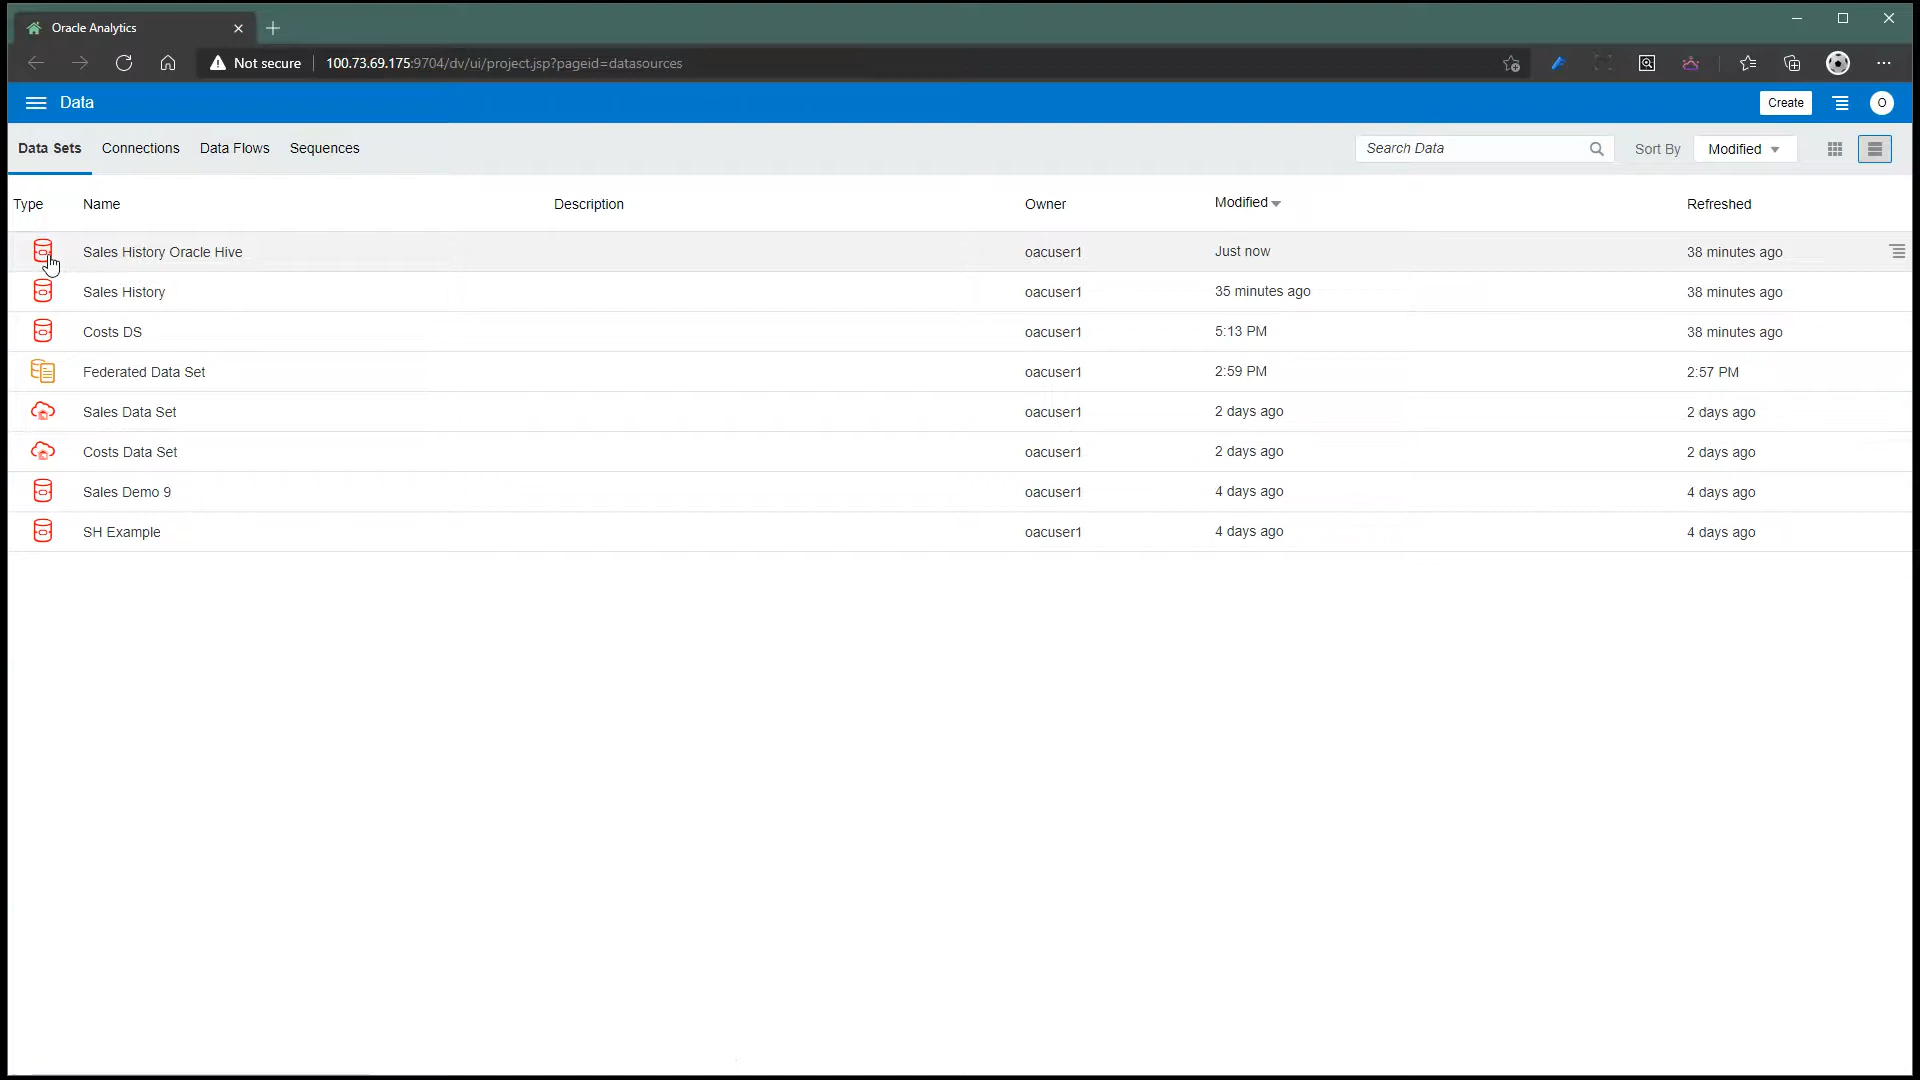 Oracle Analytics
Not secure 100.73.69.175:9704/dv/ui/project.jsp?pageid=datasources
Data Create O
Data Sets Connections Data Flows Sequences Search Data Sort By Modified
Type Name Description Owner Modified Refreshed
Sales History Oracle Hive oacuser1 Just now 38 minutes ago
Sales History oacuser1 35 minutes ago 38 minutes ago
Costs DS oacuser1 5:13 PM 38 minutes ago
Federated Data Set oacuser1 2:59 PM 2:57 PM
Sales Data Set oacuser1 2 days ago 2 days ago
Costs Data Set oacuser1 2 days ago 2 days ago
Sales Demo 9 oacuser1 4 days ago 4 days ago
SH Example oacuser1 4 days ago 4 days ago